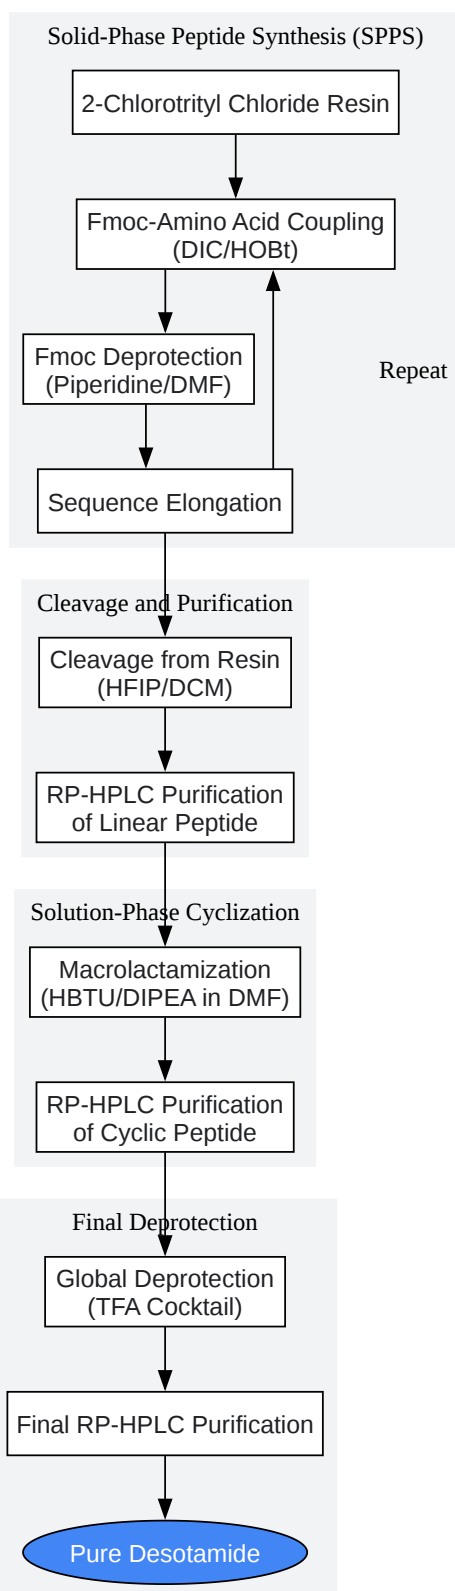 Solid-Phase Peptide Synthesis (SPPS)
2-Chlorotrityl Chloride Resin
Fmoc-Amino Acid Coupling
(DIC/HOBt)
Fmoc Deprotection
(Piperidine/DMF)
Repeat
Sequence Elongation
Cleavage and Purification
Cleavage from Resin
(HFIP/DCM)
RP-HPLC Purification
of Linear Peptide
Solution-Phase Cyclization
Macrolactamization
(HBTU/DIPEA in DMF)
RP-HPLC Purification
of Cyclic Peptide
Final Deprotection
Global Deprotection
(TFA Cocktail)
Final RP-HPLC Purification
Pure Desotamide